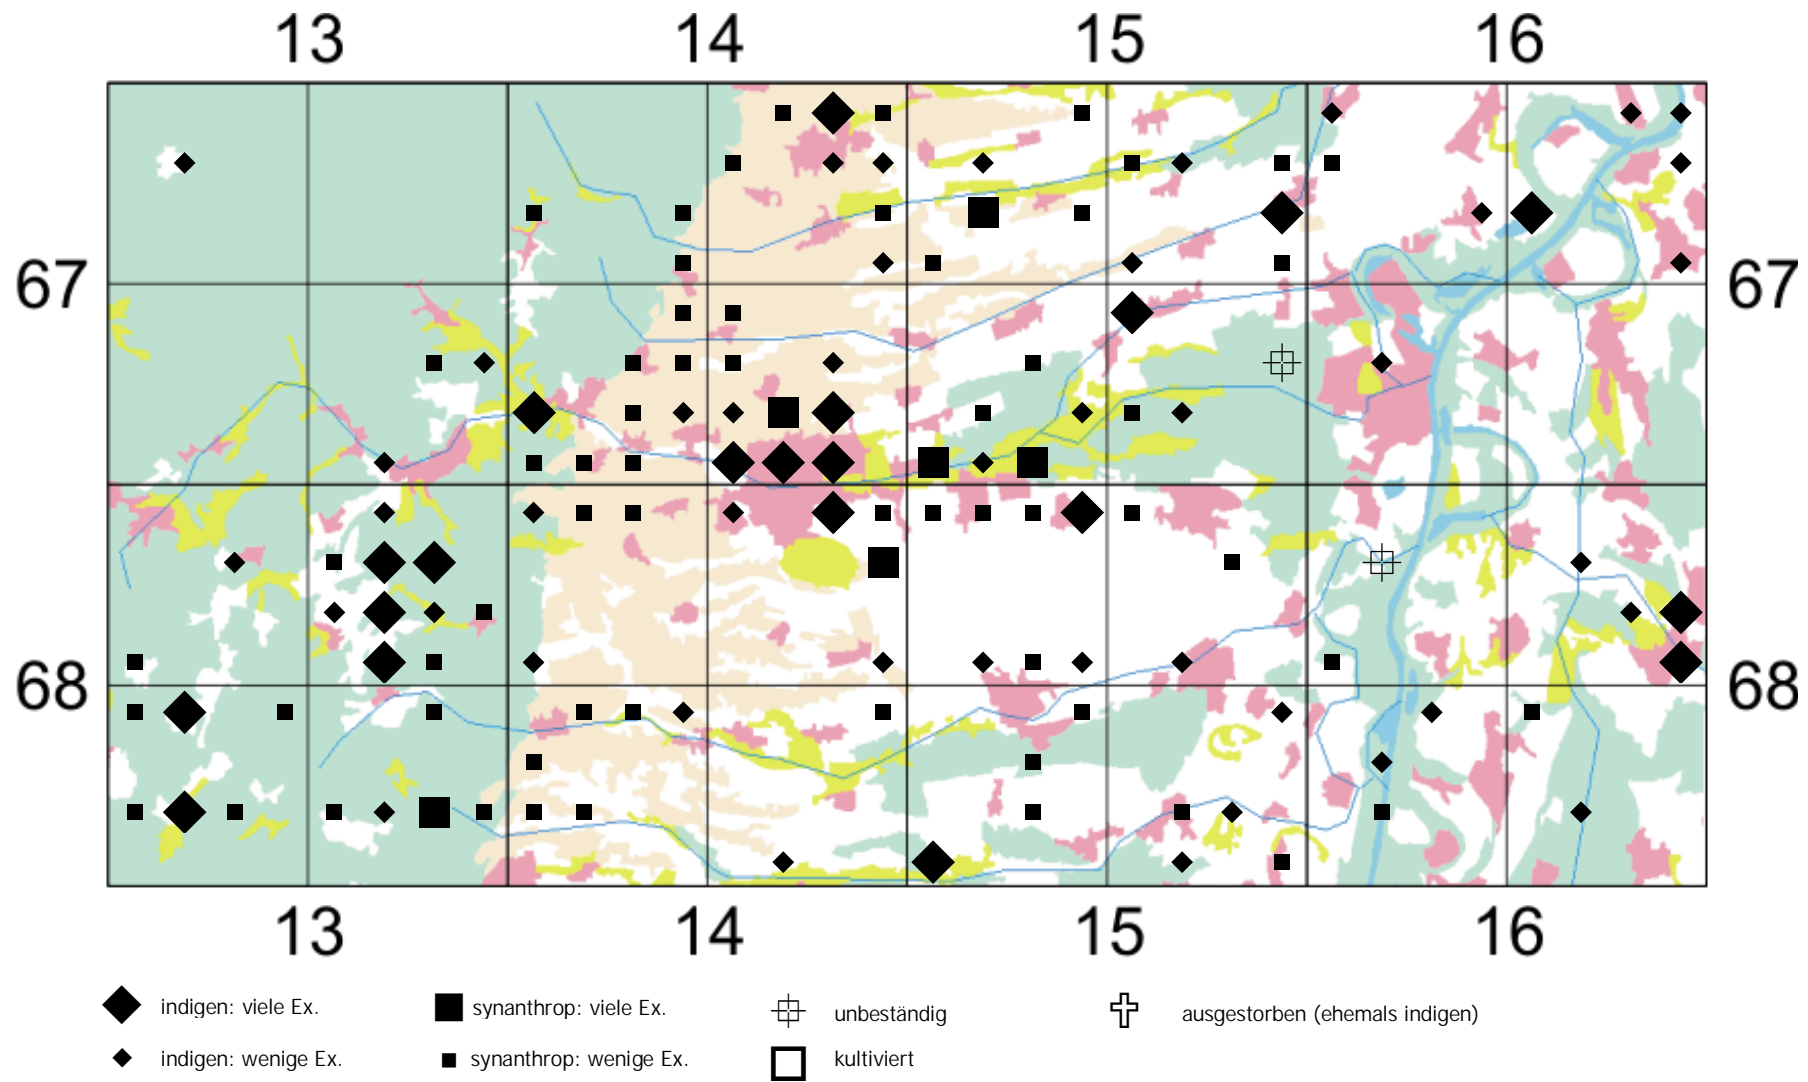 13 14 15 16
67 67
68 68
13 14 15 16
indigen: viele Ex. synanthrop: viele Ex. unbeständig ausgestorben (ehemals indigen)
indigen: wenige Ex. synanthrop: wenige Ex. kultiviert